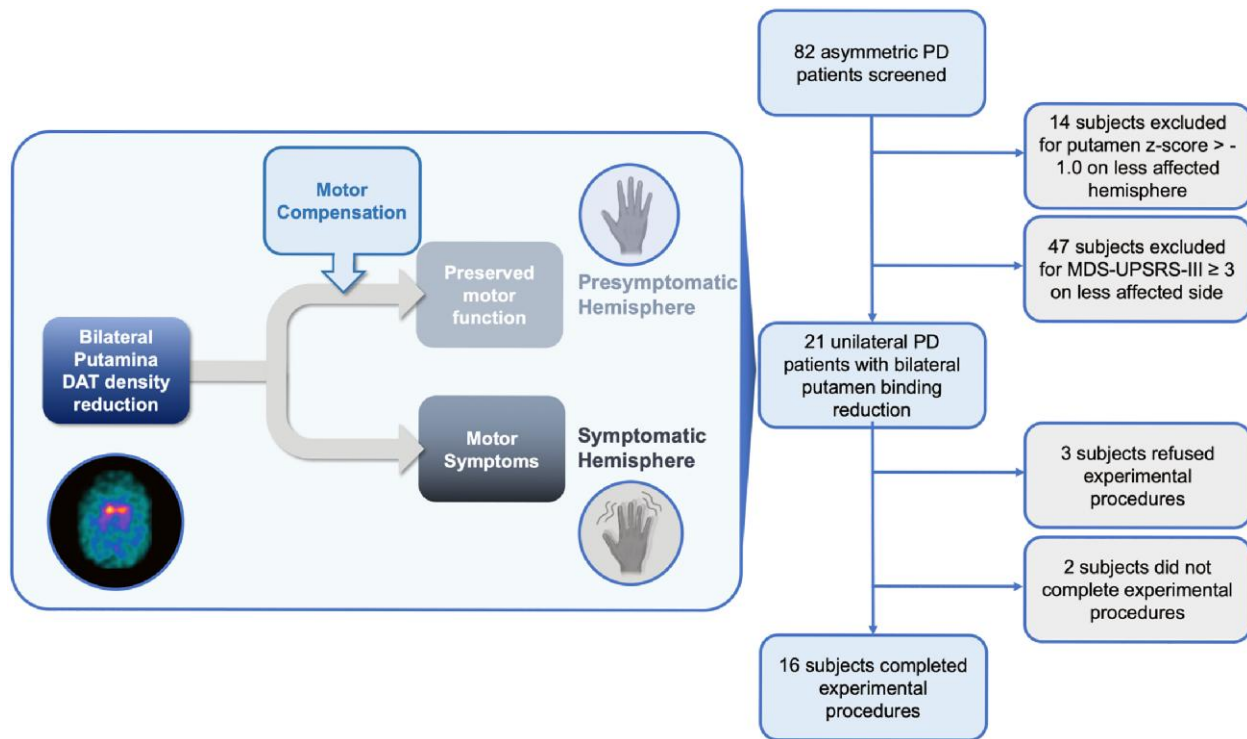 82 asymmetric PD
patients screened
14 subjects excluded
for putamen z-score > -
1.0 on less affected
hemisphere
47 subjects excluded
for MDS-UPSRS-III ≥ 3
on less affected side
21 unilateral PD
patients with bilateral
putamen binding
reduction
3 subjects refused
experimental
procedures
2 subjects did not
complete experimental
procedures
16 subjects completed
experimental
procedures
Motor
Compensation
Preserved
motor
function
Presymptomatic
Hemisphere
Bilateral
Putamina
DAT density
reduction
Motor
Symptoms
Symptomatic
Hemisphere